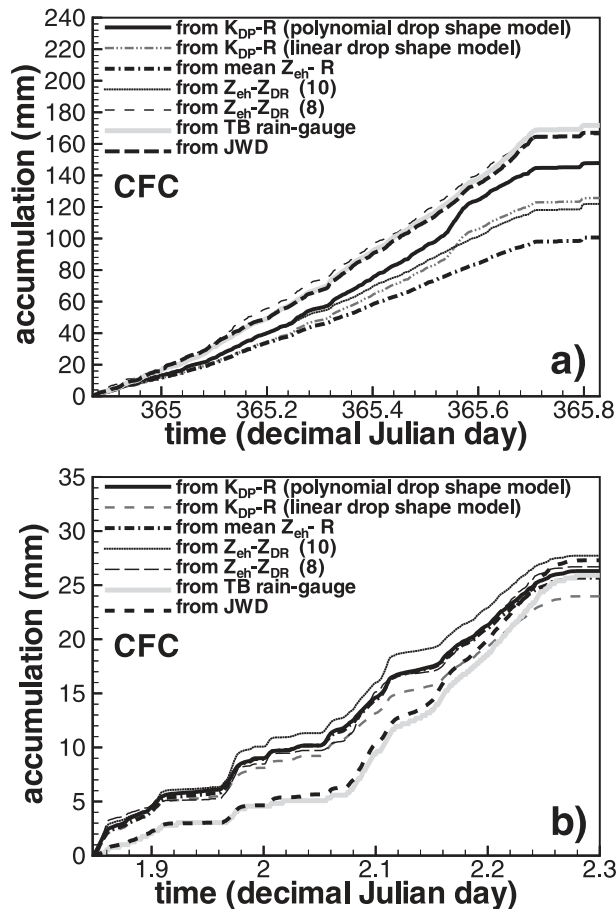 240
220
200
180
160
140
120
100
80
60
40
20
0
accumulation (mm)
from K_DP-R (polynomial drop shape model)
from K_DP-R (linear drop shape model)
from mean Z_eh- R
from Z_eh-Z_DR (10)
from Z_eh-Z_DR (8)
from TB rain-gauge
from JWD
CFC
a)
365 365.2 365.4 365.6 365.8
time (decimal Julian day)
35
30
25
20
15
10
5
0
accumulation (mm)
from K_DP-R (polynomial drop shape model)
from K_DP-R (linear drop shape model)
from mean Z_eh- R
from Z_eh-Z_DR (10)
from Z_eh-Z_DR (8)
from TB rain-gauge
from JWD
CFC
b)
1.9 2 2.1 2.2 2.3
time (decimal Julian day)